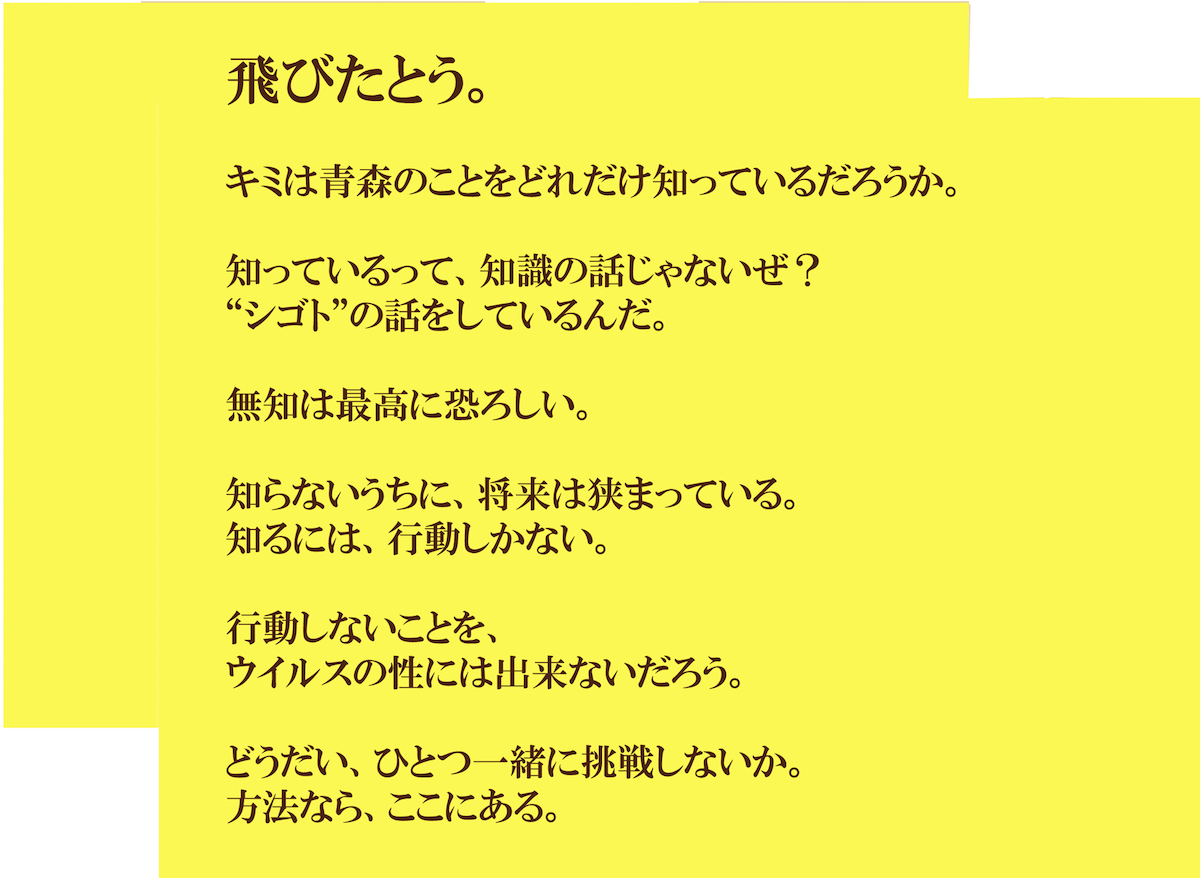 飛びたとう。
キミは青森のことをどれだけ知っているだろうか。
知っているって、知識の話じゃないぜ？
“シゴト”の話をしているんだ。
無知は最高に恐ろしい。
知らないうちに、将来は狭まっている。
知るには、行動しかない。
行動しないことを、
ウイルスの性には出来ないだろう。
どうだい、ひとつ一緒に挑戦しないか。
方法なら、ここにある。